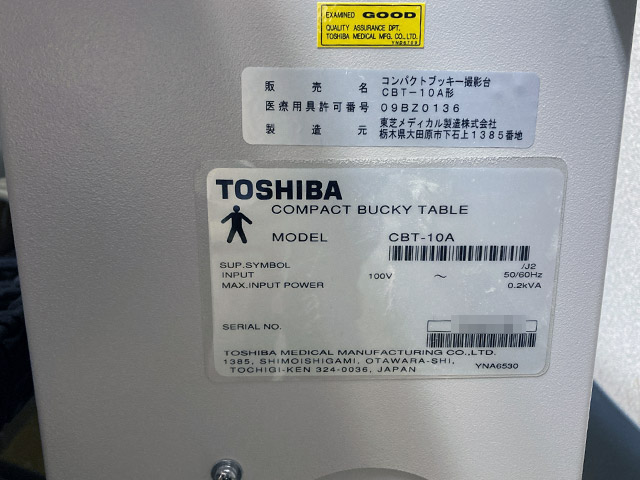 EXAMINED GOOD
QUALITY ASSURANCE DPT.
TOSHIBA MEDICAL MFG. CO., LTD.
販売名 コンパクトブッキー撮影台
CBT-10A形
医療用具許可番号 09BZ0136
製造元 東芝メディカル製造株式会社
栃木県大田原市下石上1385番地
TOSHIBA
COMPACT BUCKY TABLE
MODEL CBT-10A
SUP.SYMBOL /J2
INPUT 100V ~ 50/60Hz
MAX.INPUT POWER 0.2kVA
SERIAL NO.
TOSHIBA MEDICAL MANUFACTURING CO.,LTD.
1385, SHIMOISHIGAMI, OTAWARA-SHI,
TOCHIGI-KEN 324-0036, JAPAN YNA6530